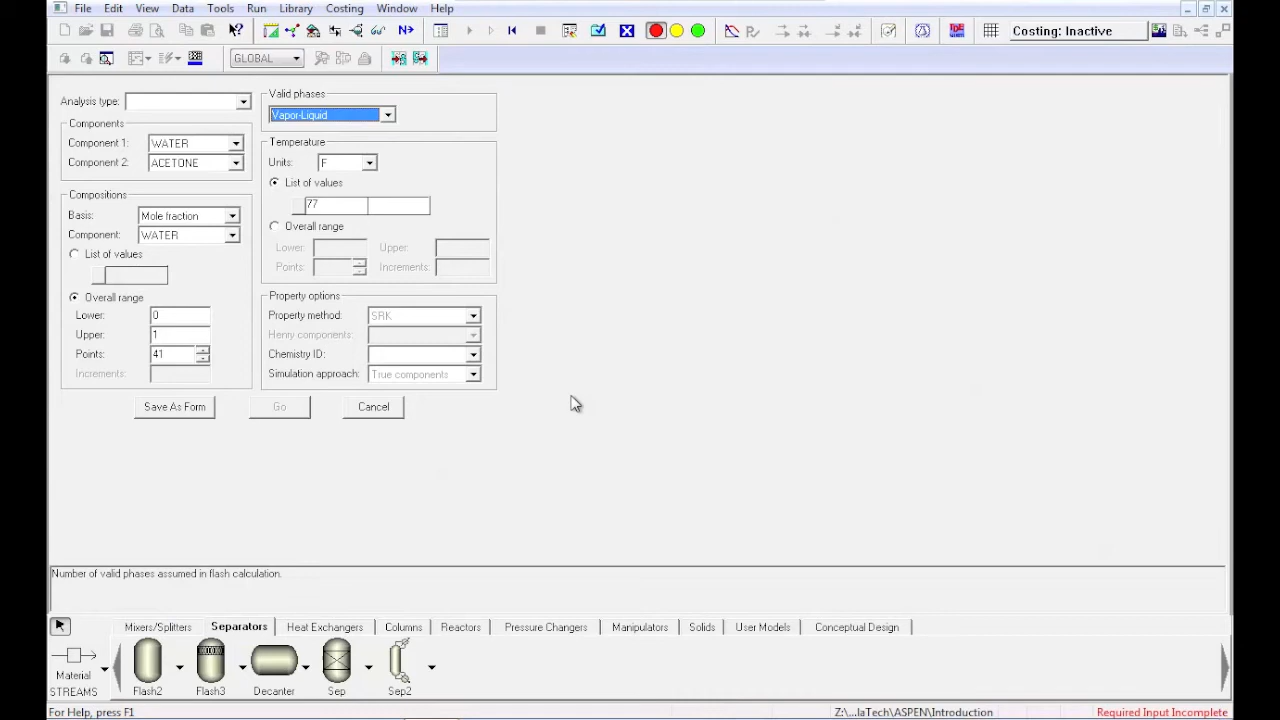 File Edit View Data Tools Run Library Costing Window Help
N> Costing: Inactive
GLOBAL
Analysis type:
Components
Component 1: WATER
Component 2: ACETONE
Compositions
Basis: Mole fraction
Component: WATER
List of values
Overall range
Lower: 0
Upper: 1
Points: 41
Increments:
Valid phases
Vapor-Liquid
Temperature
Units: F
List of values
77
Overall range
Lower: Upper:
Points: Increments:
Property options
Property method: SRK
Henry components:
Chemistry ID:
Simulation approach: True components
Save As Form Go Cancel
Number of valid phases assumed in flash calculation.
Mixers/Splitters Separators Heat Exchangers Columns Reactors Pressure Changers Manipulators Solids User Models Conceptual Design
Material
STREAMS Flash2 Flash3 Decanter Sep Sep2
For Help, press F1 Z:\...laTech\ASPEN\Introduction Required Input Incomplete